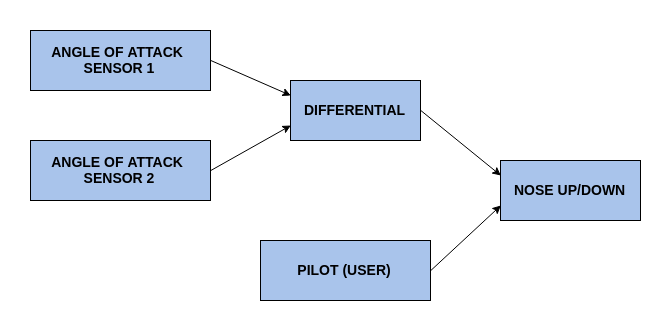 ANGLE OF ATTACK
SENSOR 1
DIFFERENTIAL
ANGLE OF ATTACK
SENSOR 2
NOSE UP/DOWN
PILOT (USER)